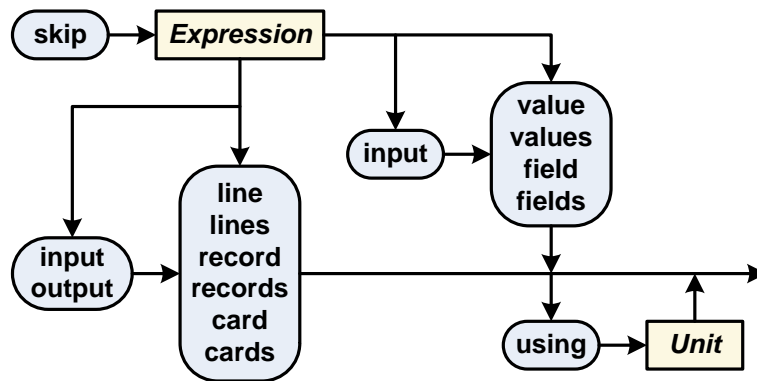 skip
Expression
value
values
field
fields
input
line
lines
record
records
card
cards
input
output
using
Unit